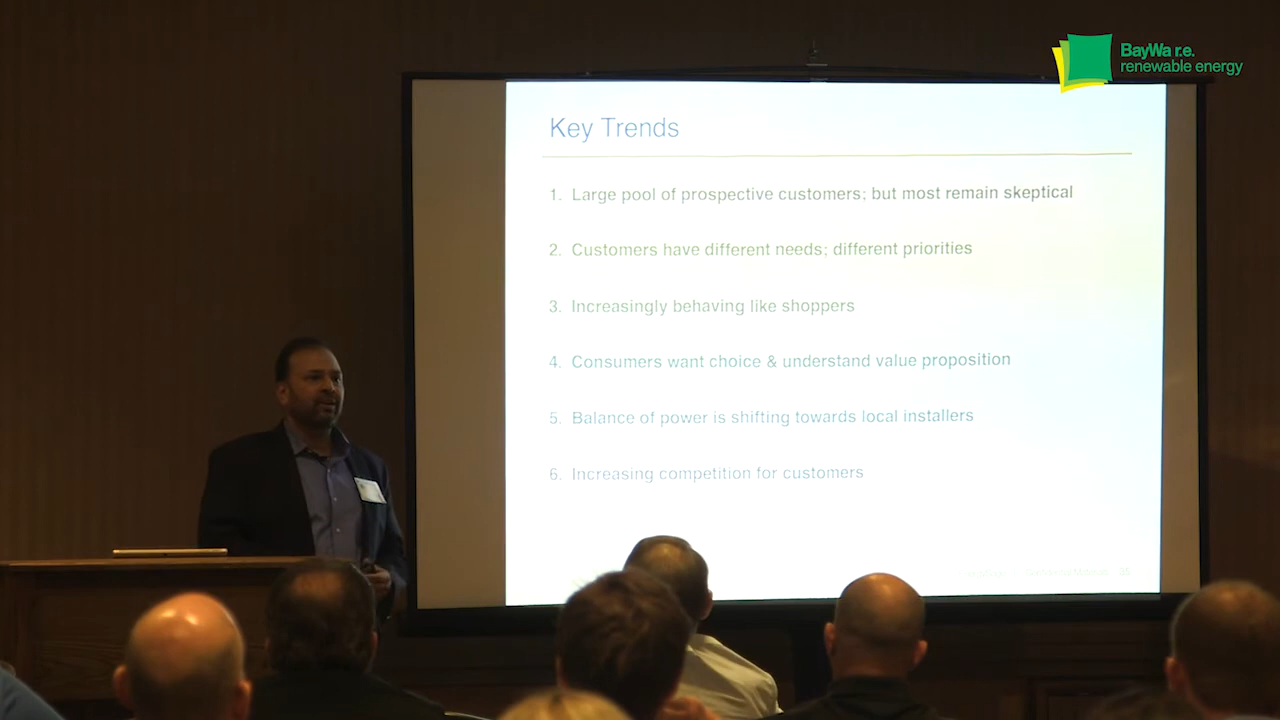 BayWa r.e.
renewable energy
Key Trends
1. Large pool of prospective customers; but most remain skeptical
2. Customers have different needs; different priorities
3. Increasingly behaving like shoppers
4. Consumers want choice & understand value proposition
5. Balance of power is shifting towards local installers
6. Increasing competition for customers
35